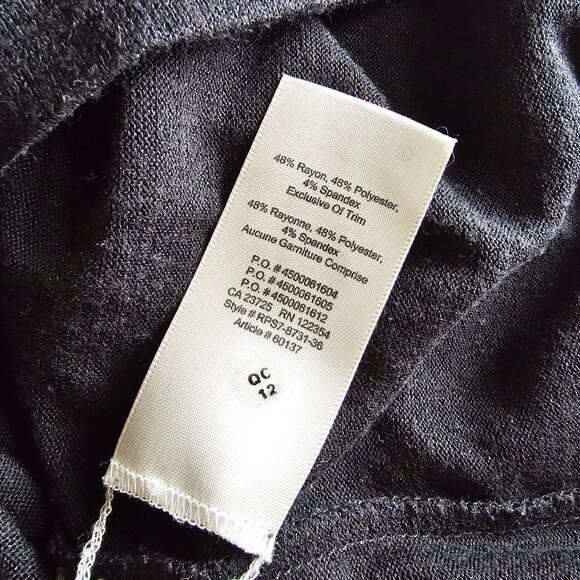 48% Rayon, 48% Polyester,
4% Spandex
Exclusive Of Trim
48% Rayonne, 48% Polyester,
4% Spandex
Aucune Garniture Comprise
P.O. # 4500061604
P.O. # 4500061605
P.O. # 4500061612
CA 23725 RN 122354
Style # RPS7-8731-36
Article # 60137
QC
12